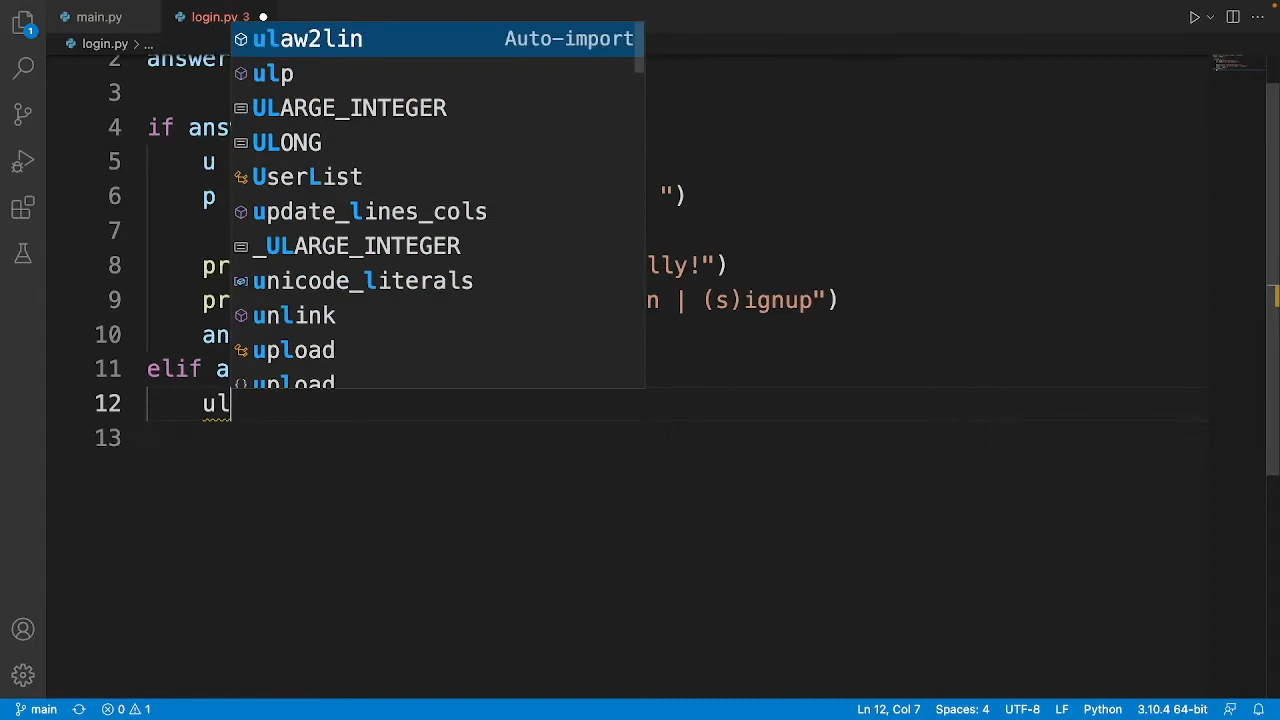 main.py login.py 3
login.py > ...
2 answer
3
4 if answ
5 u
6 p ")
7
8 pr lly!")
9 pr n | (s)ignup")
10 an
11 elif a
12 ul
13
ulaw2lin Auto-import
ulp
ULARGE_INTEGER
ULONG
UserList
update_lines_cols
_ULARGE_INTEGER
unicode_literals
unlink
upload
upload
1
main 0 1 Ln 12, Col 7 Spaces: 4 UTF-8 LF Python 3.10.4 64-bit